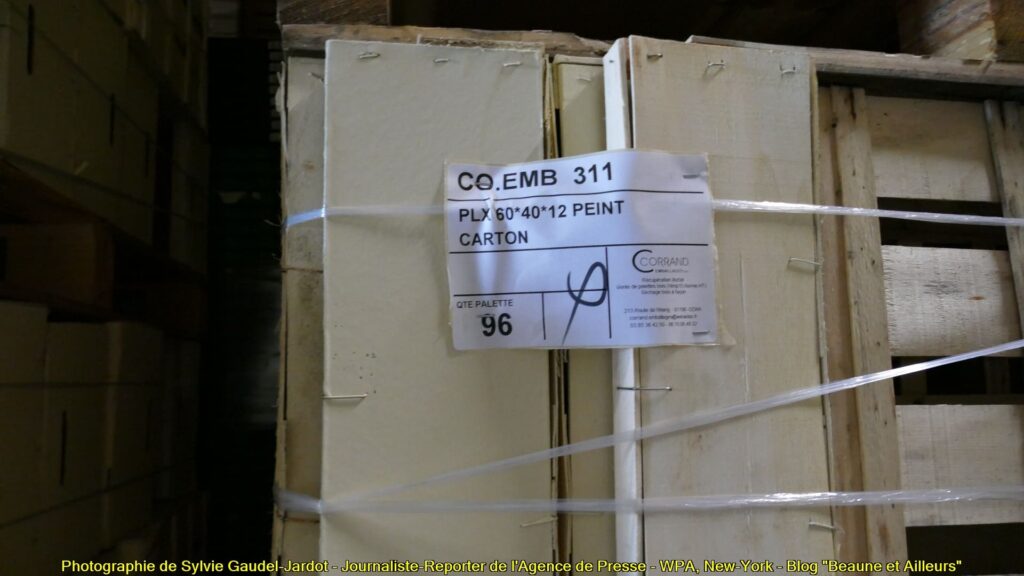 CO.EMB 311
PLX 60*40*12 PEINT
CARTON
QTE PALETTE
96
CORRAND
Photographie de Sylvie Gaudel-Jardot - Journaliste-Reporter de l'Agence de Presse - WPA, New-York - Blog "Beaune et Ailleurs"